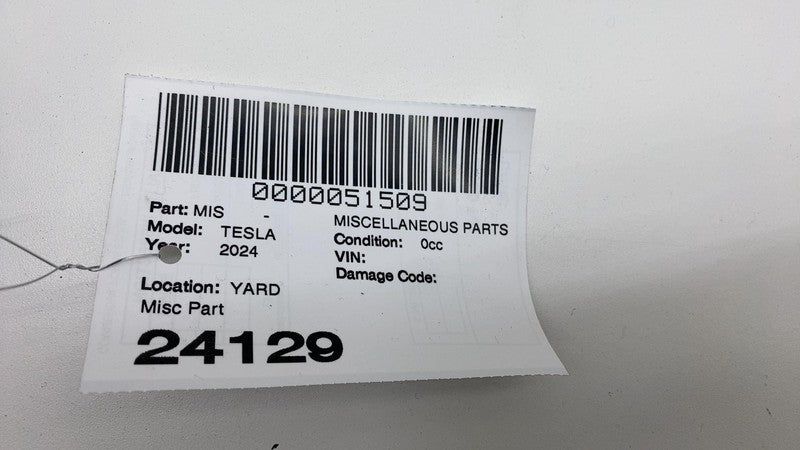 0000051509
Part: MIS - MISCELLANEOUS PARTS
Model: TESLA Condition: 0cc
Year: 2024 VIN:
Damage Code:
Location: YARD
Misc Part
24129